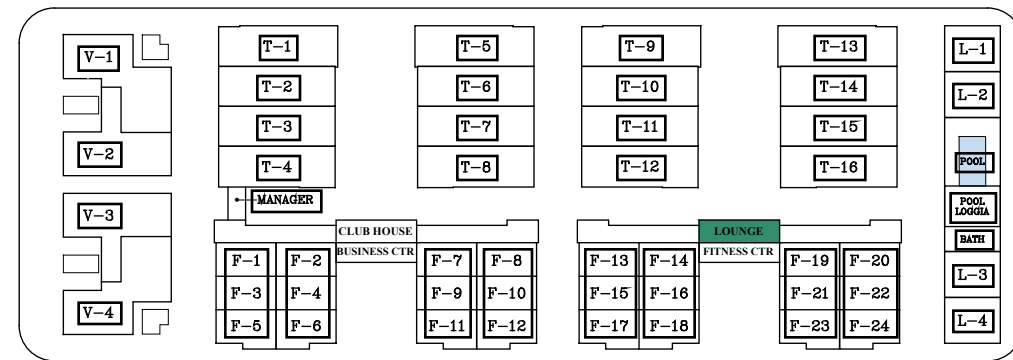 V-1
T-1
T-5
T-9
T-13
L-1
T-2
T-6
T-10
T-14
L-2
T-3
T-7
T-11
T-15
V-2
T-4
T-8
T-12
T-16
POOL
MANAGER
V-3
POOL
LOGGIA
CLUB HOUSE
LOUNGE
BATH
BUSINESS CTR
FITNESS CTR
F-1
F-2
F-7
F-8
F-13
F-14
F-19
F-20
L-3
F-3
F-4
F-9
F-10
F-15
F-16
F-21
F-22
V-4
F-5
F-6
F-11
F-12
F-17
F-18
F-23
F-24
L-4